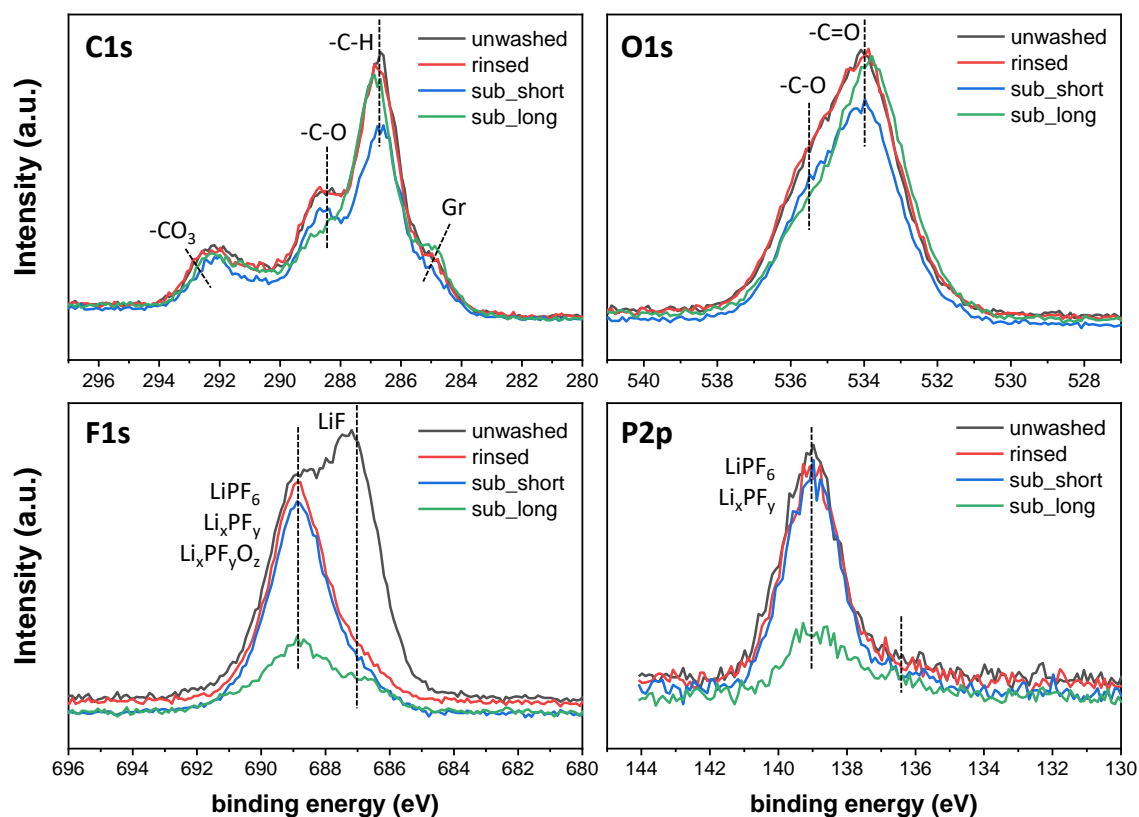 C1s
-C-H
unwashed
rinsed
sub_short
sub_long
-C-O
-CO₃
Gr
Intensity (a.u.)
296 294 292 290 288 286 284 282 280
O1s
-C=O
unwashed
rinsed
sub_short
sub_long
-C-O
540 538 536 534 532 530 528
F1s
LiF
unwashed
rinsed
sub_short
sub_long
LiPF₆
LiₓPFᵧ
LiₓPFᵧO_z
Intensity (a.u.)
696 694 692 690 688 686 684 682 680
binding energy (eV)
P2p
unwashed
rinsed
sub_short
sub_long
LiPF₆
LiₓPFᵧ
144 142 140 138 136 134 132 130
binding energy (eV)